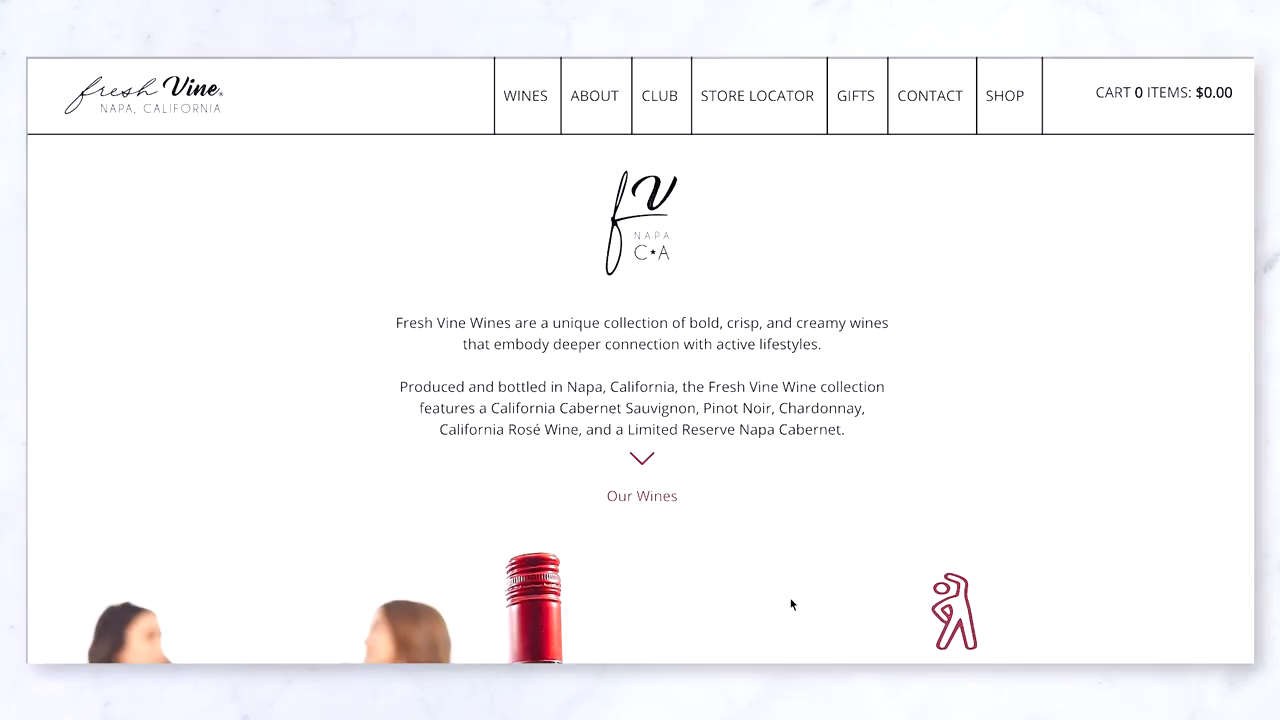 fresh Vine®
NAPA, CALIFORNIA
WINES
ABOUT
CLUB
STORE LOCATOR
GIFTS
CONTACT
SHOP
CART 0 ITEMS: $0.00
fv
NAPA
C★A
Fresh Vine Wines are a unique collection of bold, crisp, and creamy wines
that embody deeper connection with active lifestyles.
Produced and bottled in Napa, California, the Fresh Vine Wine collection
features a California Cabernet Sauvignon, Pinot Noir, Chardonnay,
California Rosé Wine, and a Limited Reserve Napa Cabernet.
Our Wines